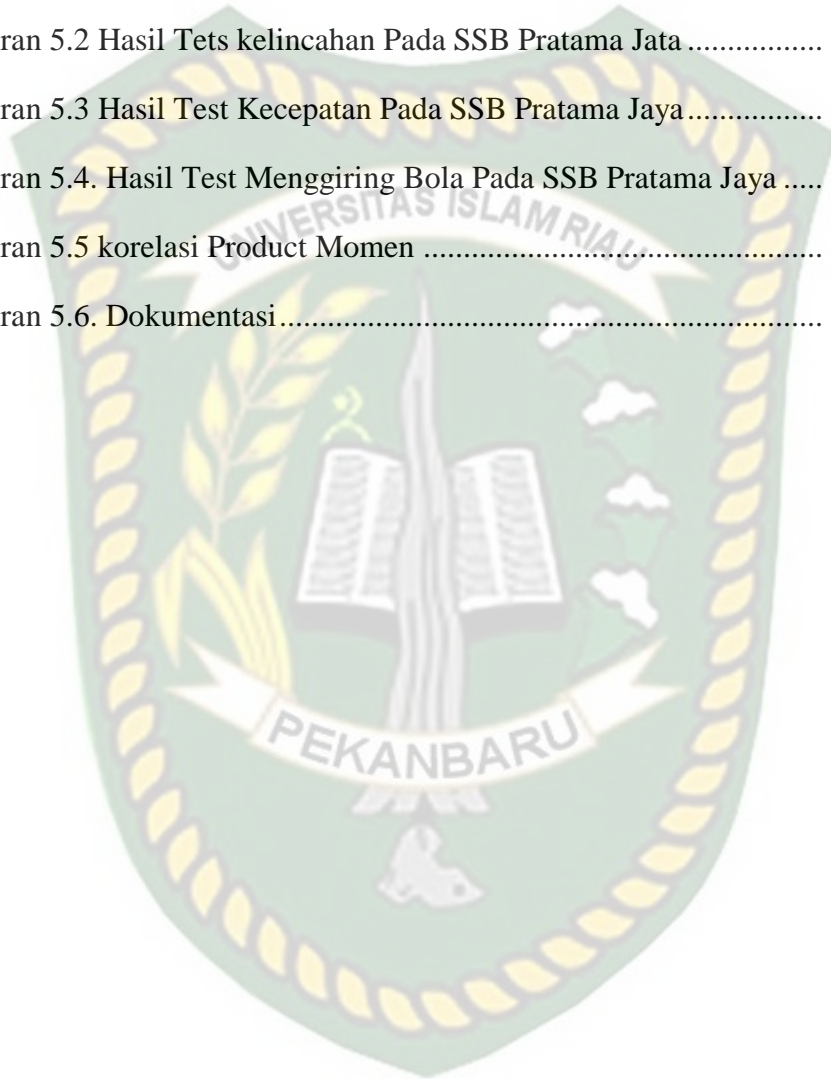 ran 5.2 Hasil Tets kelincahan Pada SSB Pratama Jata ................
ran 5.3 Hasil Test Kecepatan Pada SSB Pratama Jaya ................
ran 5.4. Hasil Test Menggiring Bola Pada SSB Pratama Jaya .....
UNIVERSITAS ISLAM RIAU
ran 5.5 korelasi Product Momen ..................................................
ran 5.6. Dokumentasi ....................................................................
PEKANBARU